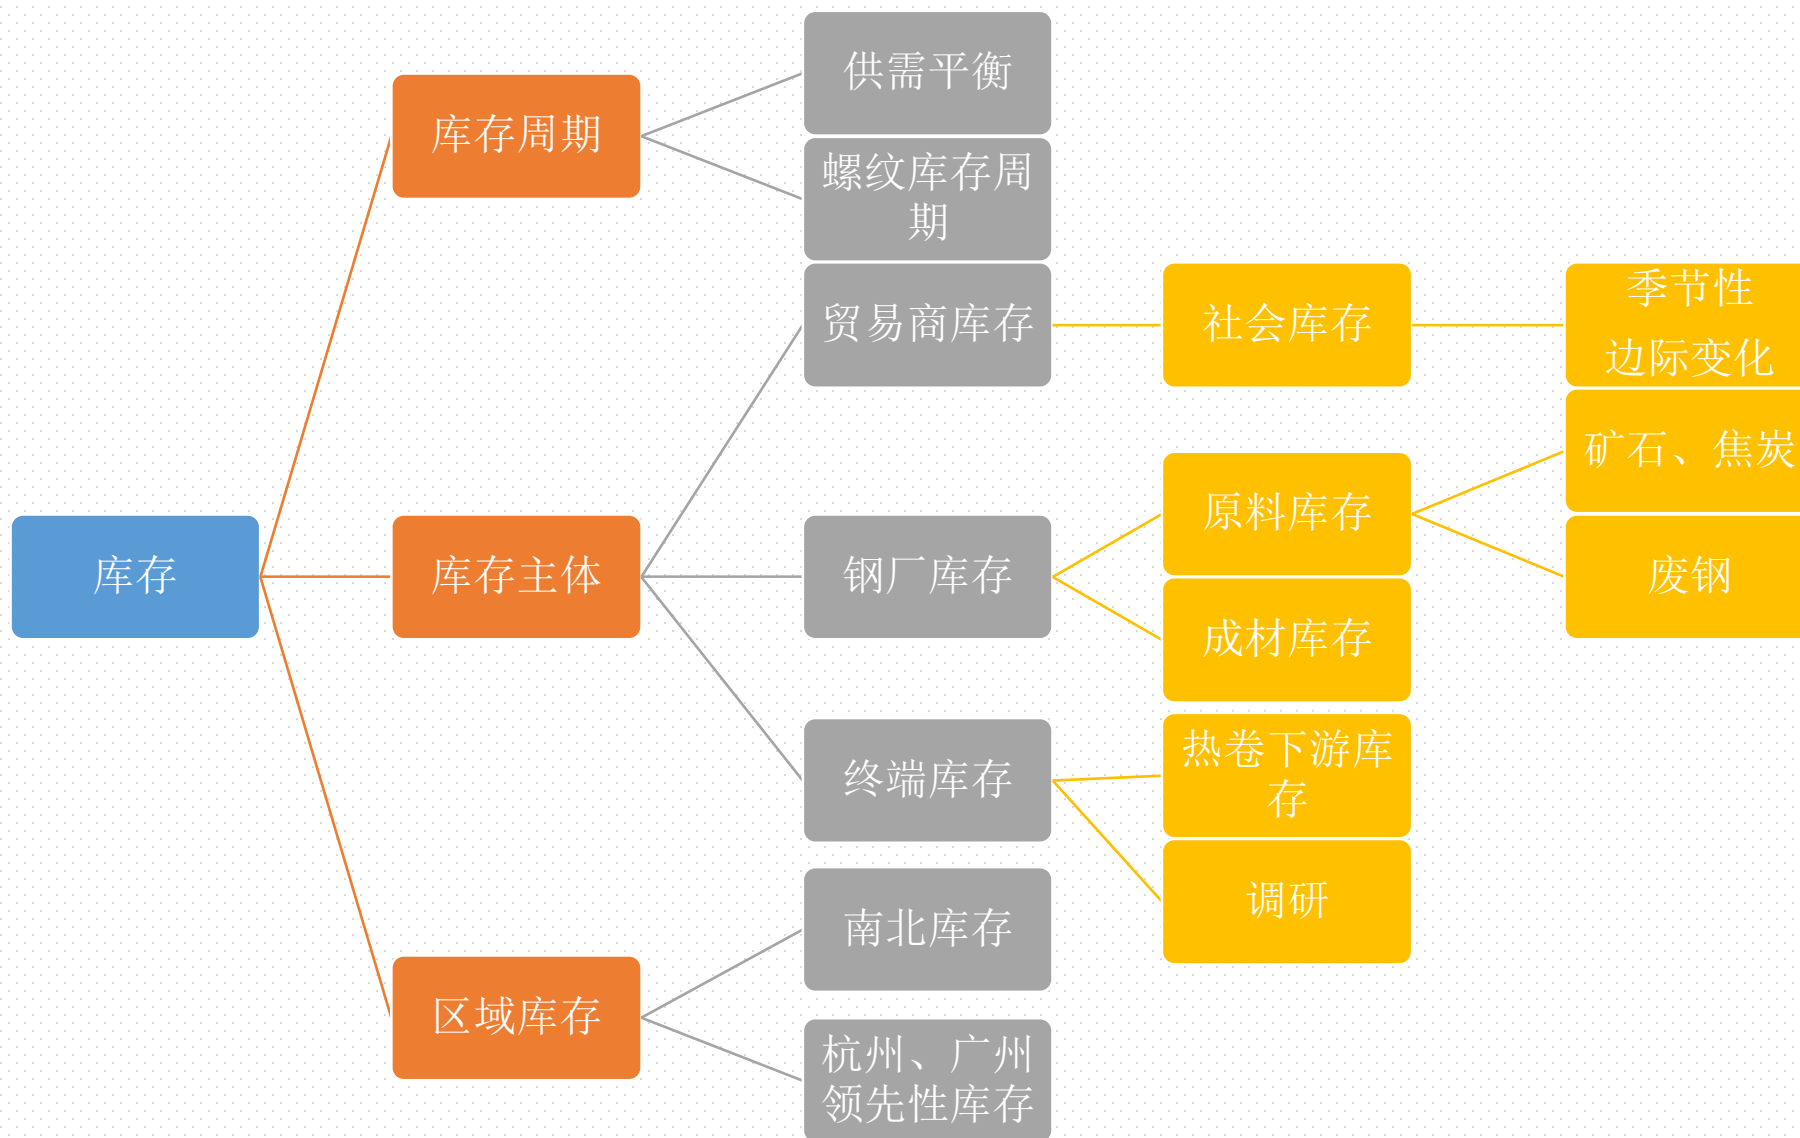 库存
库存周期
供需平衡
螺纹库存周
期
库存主体
贸易商库存
社会库存
季节性
边际变化
钢厂库存
原料库存
矿石、焦炭
废钢
成材库存
终端库存
热卷下游库
存
调研
区域库存
南北库存
杭州、广州
领先性库存